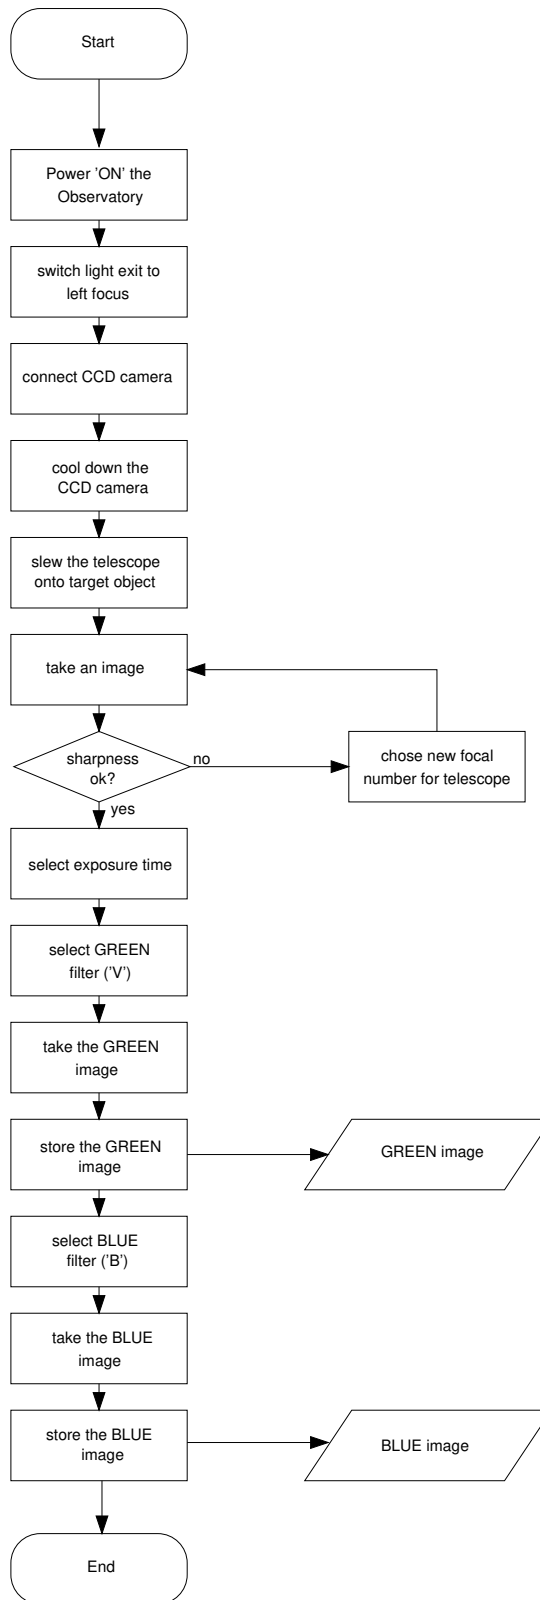 Start
Power 'ON' the
Observatory
switch light exit to
left focus
connect CCD camera
cool down the
CCD camera
slew the telescope
onto target object
take an image
sharpness
ok?
no
chose new focal
number for telescope
yes
select exposure time
select GREEN
filter ('V')
take the GREEN
image
store the GREEN
image
GREEN image
select BLUE
filter ('B')
take the BLUE
image
store the BLUE
image
BLUE image
End